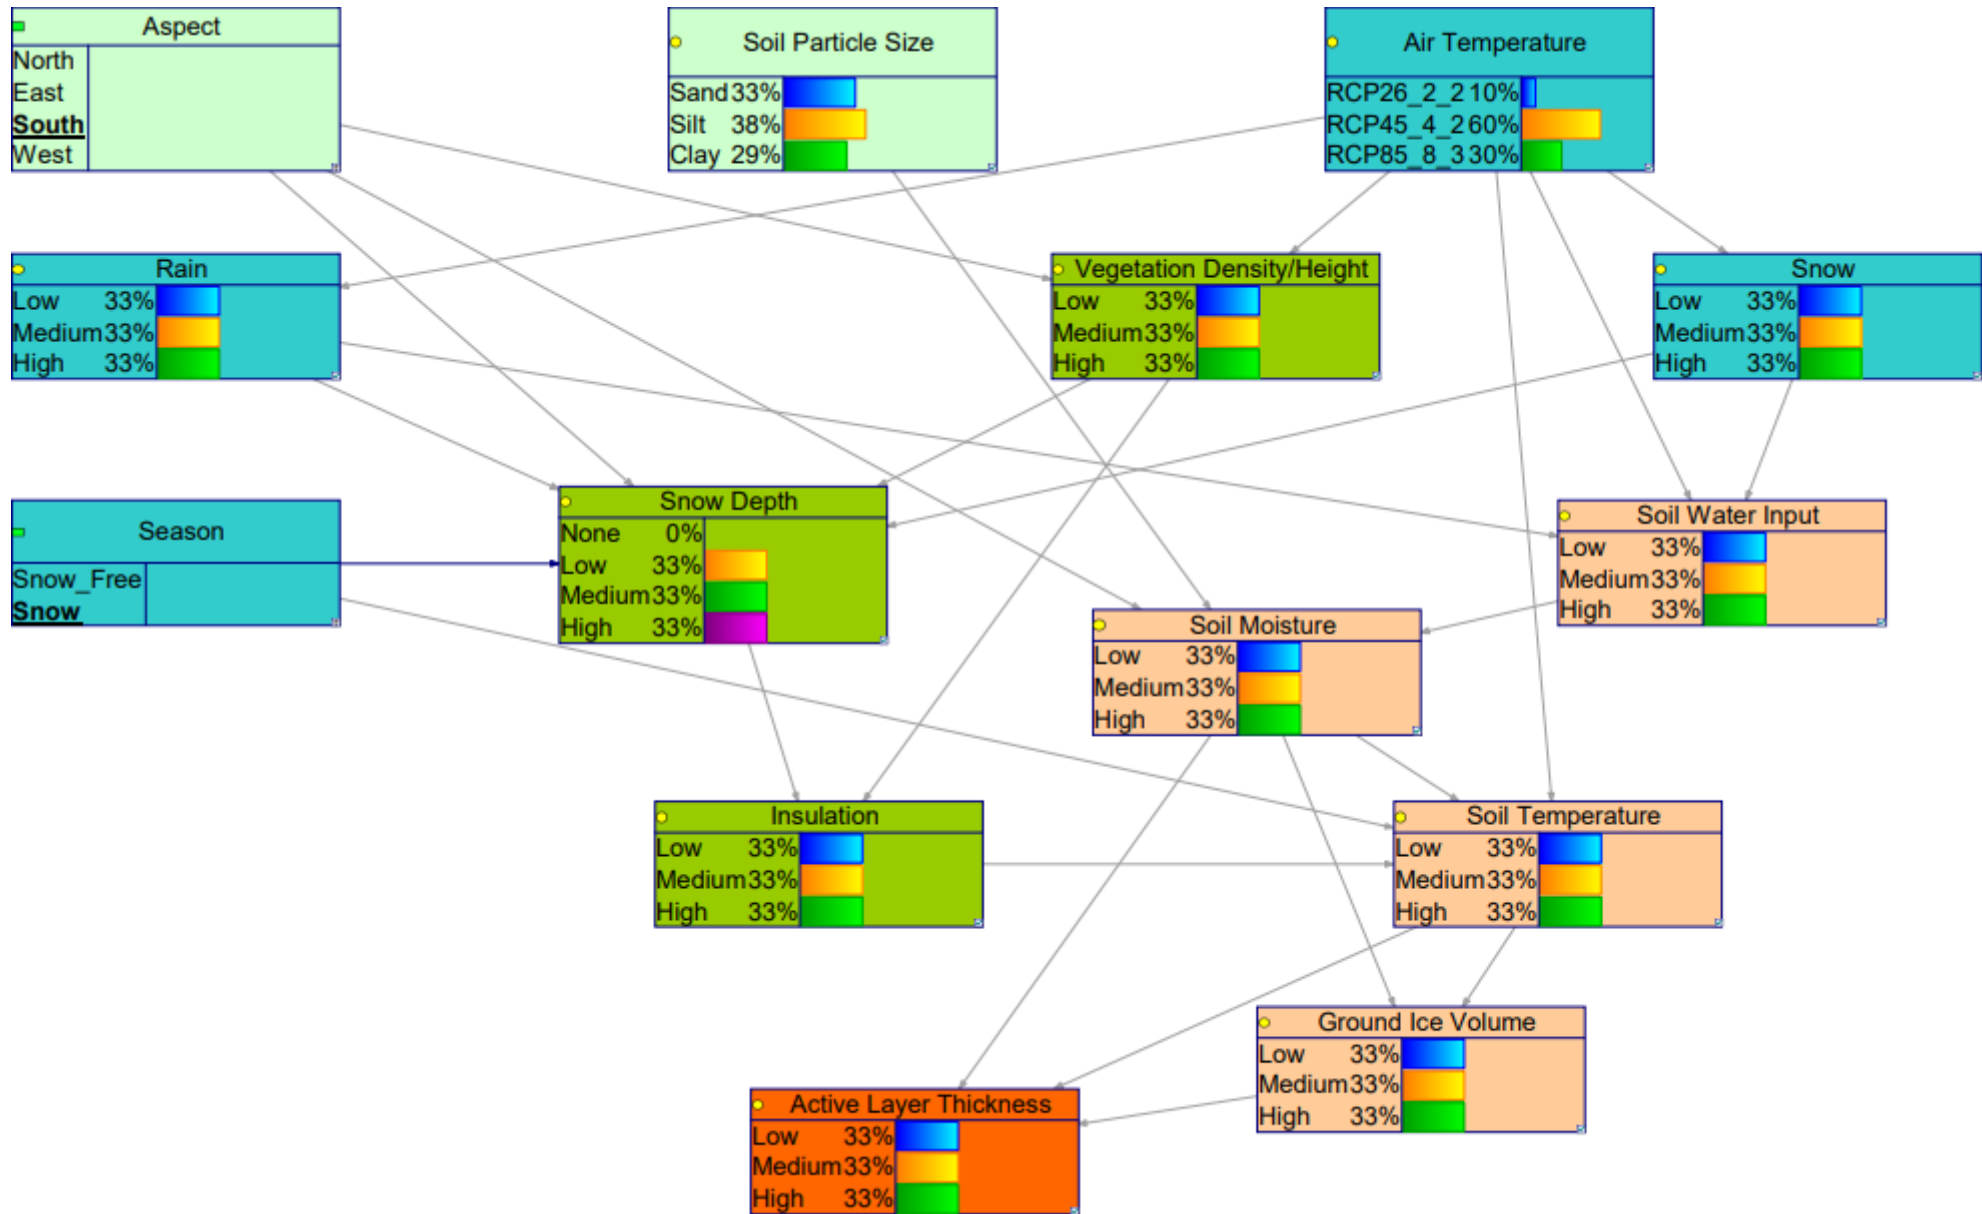 Aspect
North
East
South
West
Soil Particle Size
Sand 33%
Silt 38%
Clay 29%
Air Temperature
RCP26_2_2 10%
RCP45_4_2 60%
RCP85_8_3 30%
Rain
Low 33%
Medium 33%
High 33%
Vegetation Density/Height
Low 33%
Medium 33%
High 33%
Snow
Low 33%
Medium 33%
High 33%
Season
Snow_Free
Snow
Snow Depth
None 0%
Low 33%
Medium 33%
High 33%
Soil Water Input
Low 33%
Medium 33%
High 33%
Soil Moisture
Low 33%
Medium 33%
High 33%
Insulation
Low 33%
Medium 33%
High 33%
Soil Temperature
Low 33%
Medium 33%
High 33%
Ground Ice Volume
Low 33%
Medium 33%
High 33%
Active Layer Thickness
Low 33%
Medium 33%
High 33%